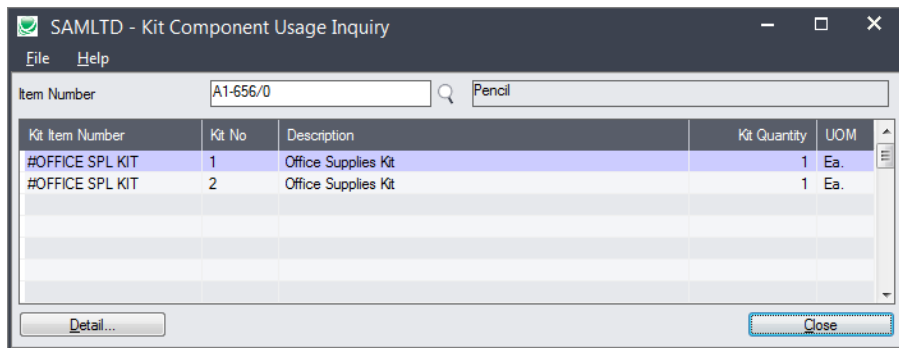 SAMLTD - Kit Component Usage Inquiry
File Help
Item Number A1-656/0 Pencil
Kit Item Number Kit No Description Kit Quantity UOM
#OFFICE SPL KIT 1 Office Supplies Kit 1 Ea.
#OFFICE SPL KIT 2 Office Supplies Kit 1 Ea.
Detail... Close